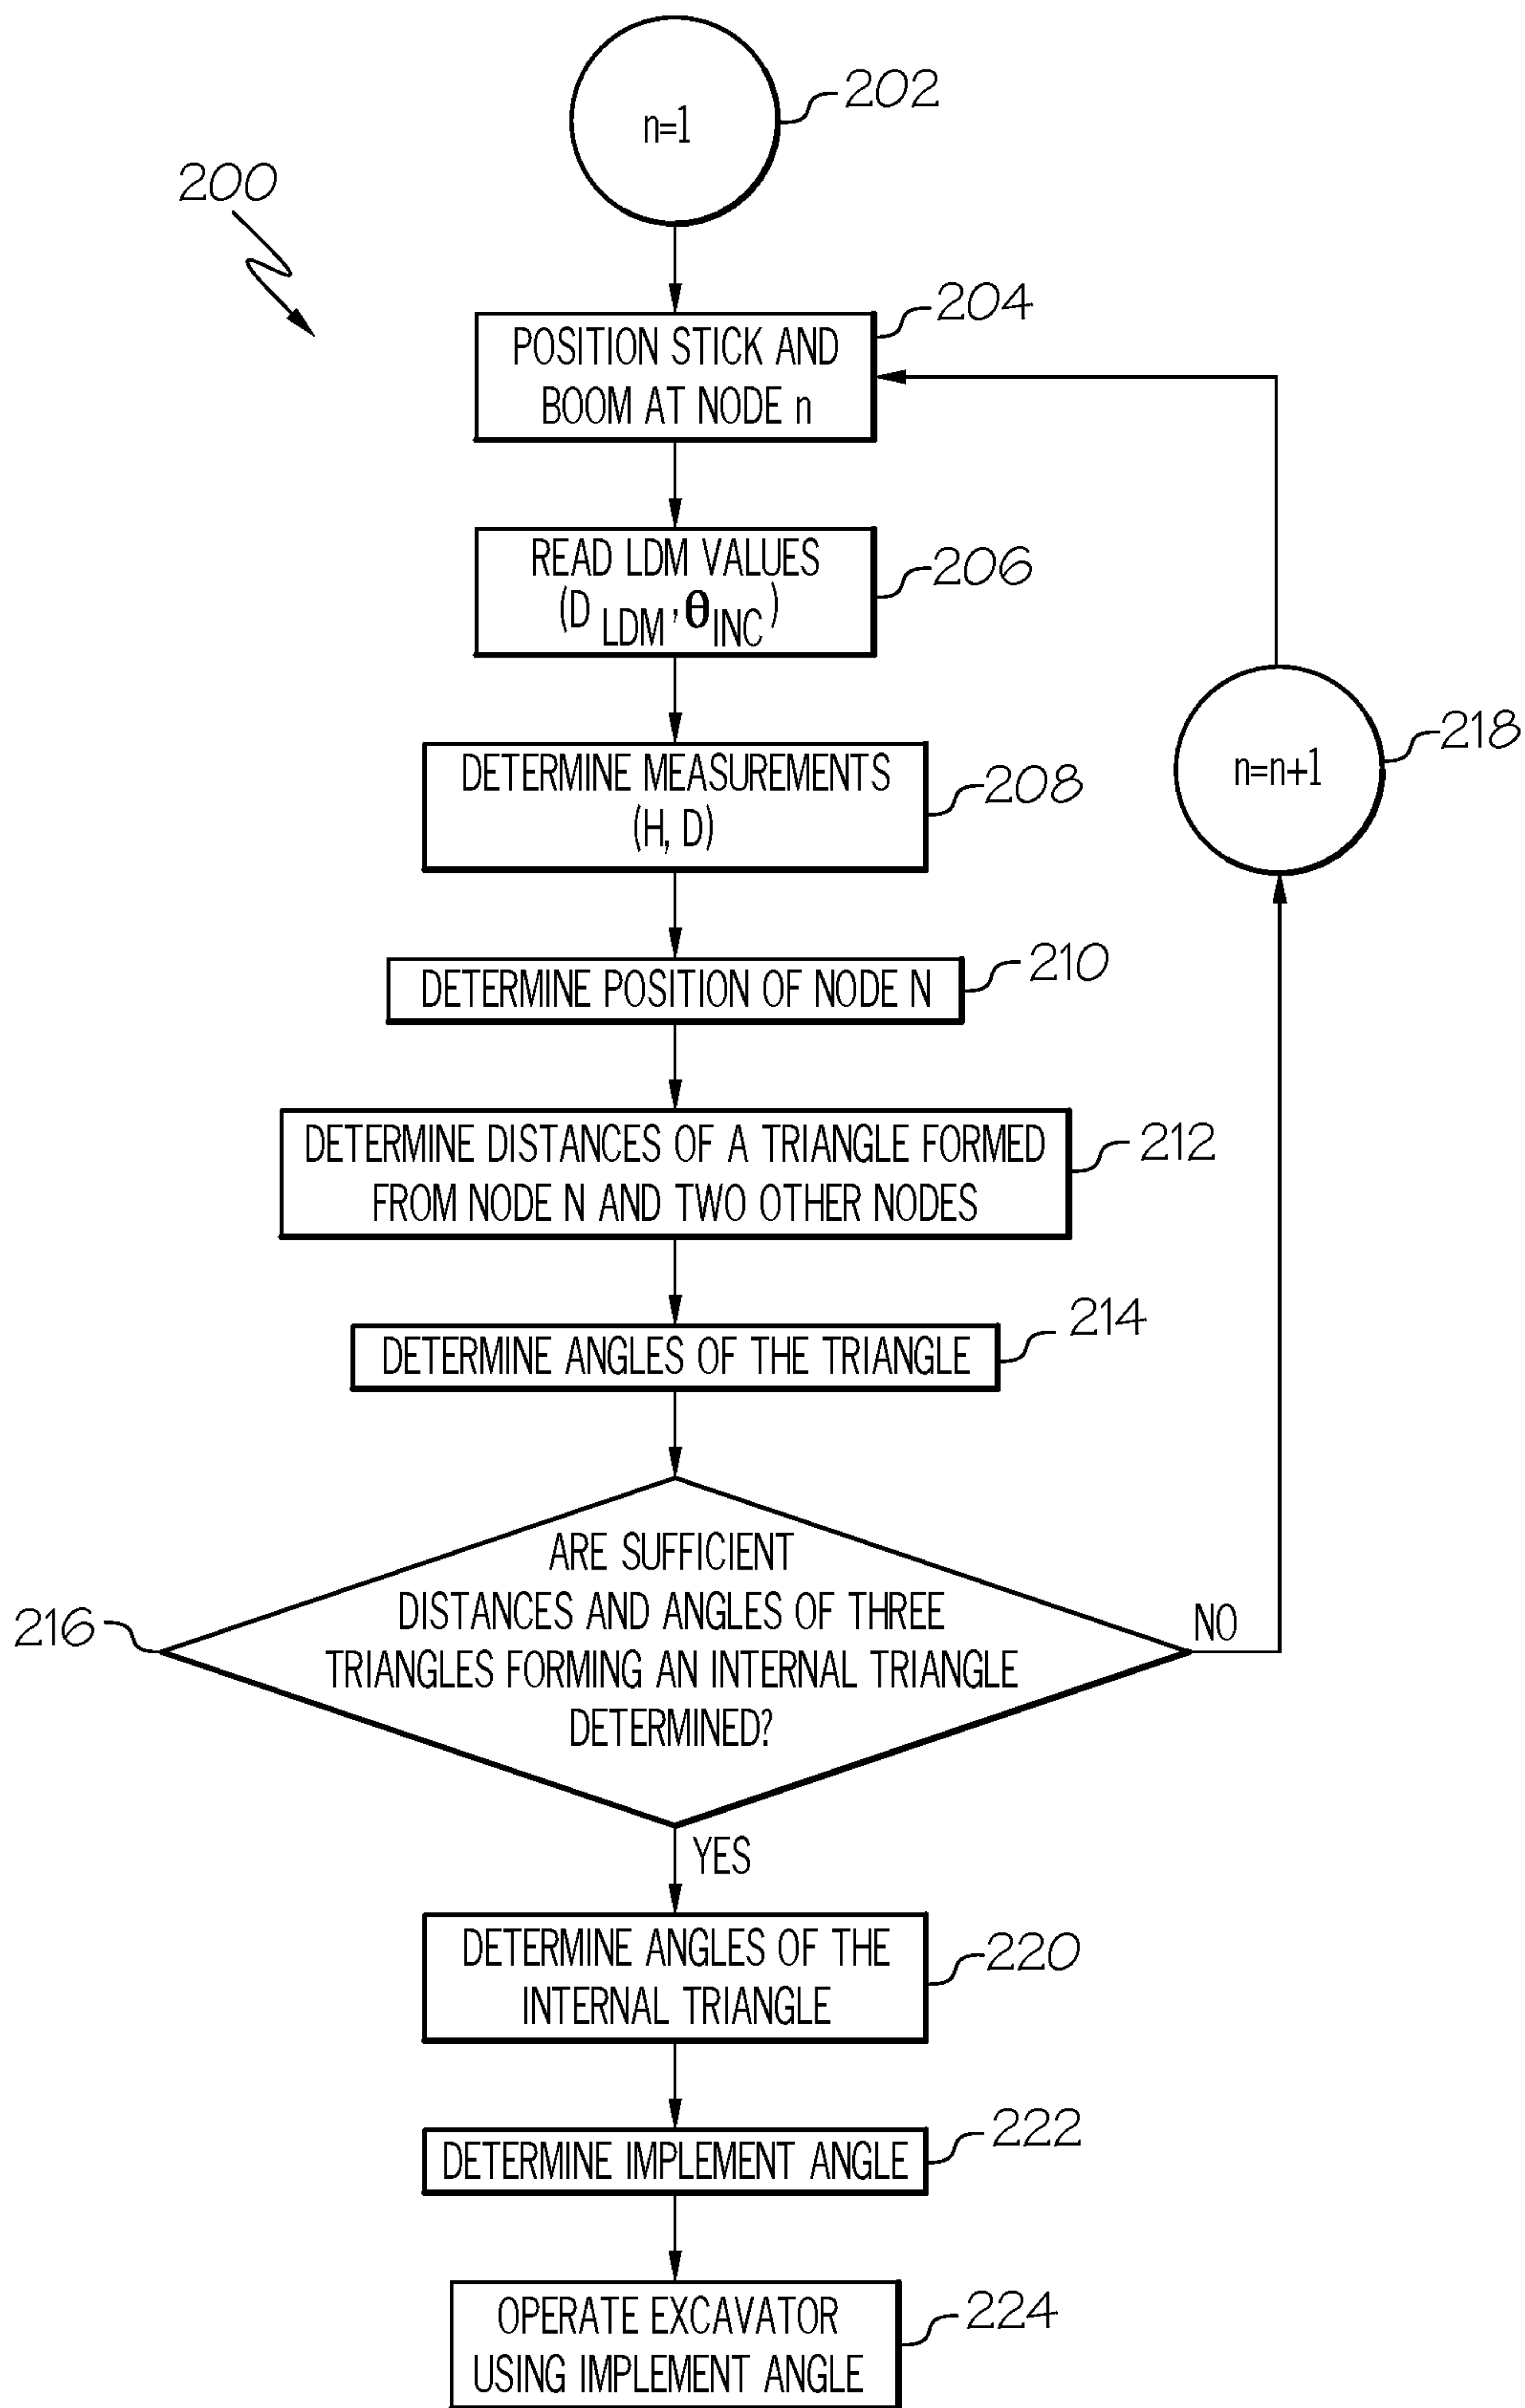 n=1
202
200
204
POSITION STICK AND
BOOM AT NODE n
READ LDM VALUES
(D LDM, θINC)
206
218
n=n+1
DETERMINE MEASUREMENTS
(H, D)
208
210
DETERMINE POSITION OF NODE N
DETERMINE DISTANCES OF A TRIANGLE FORMED
FROM NODE N AND TWO OTHER NODES
212
214
DETERMINE ANGLES OF THE TRIANGLE
ARE SUFFICIENT
DISTANCES AND ANGLES OF THREE
TRIANGLES FORMING AN INTERNAL TRIANGLE
DETERMINED?
216
NO
YES
DETERMINE ANGLES OF THE
INTERNAL TRIANGLE
220
222
DETERMINE IMPLEMENT ANGLE
OPERATE EXCAVATOR
USING IMPLEMENT ANGLE
224